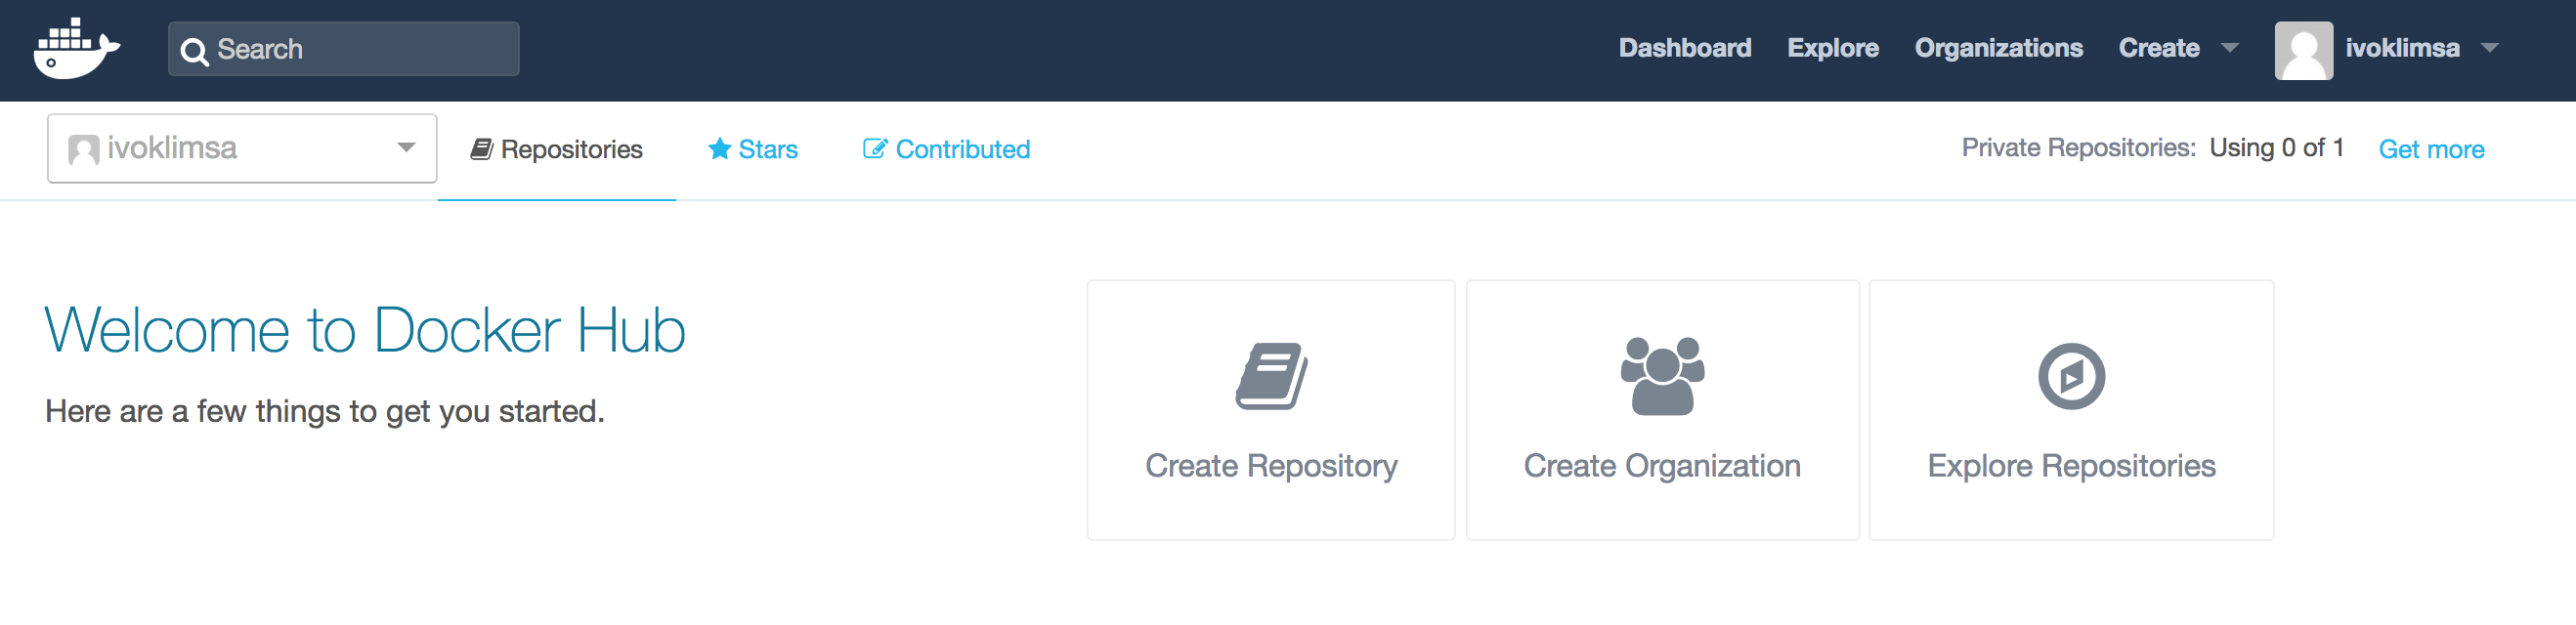 Search
Dashboard Explore Organizations Create ivoklimsa
ivoklimsa Repositories Stars Contributed Private Repositories: Using 0 of 1 Get more
Welcome to Docker Hub
Here are a few things to get you started.
Create Repository
Create Organization
Explore Repositories